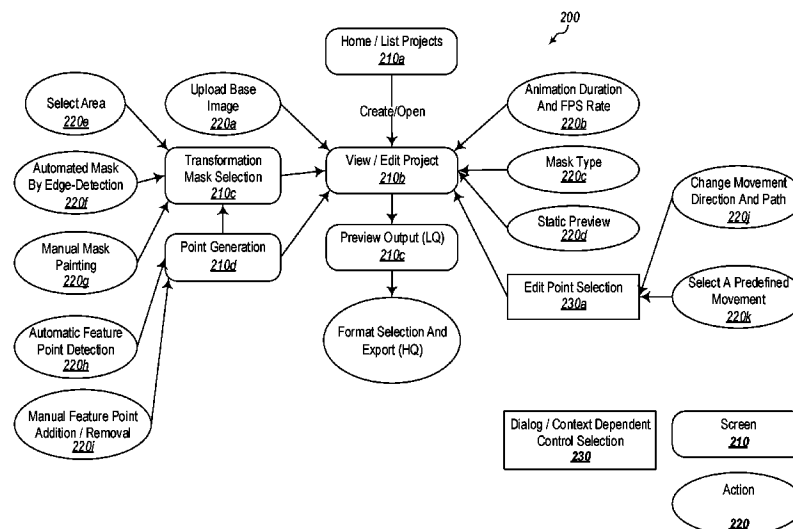 200
Home / List Projects
210a
Create/Open
Select Area
220e
Upload Base
Image
220a
Animation Duration
And FPS Rate
220b
Automated Mask
By Edge-Detection
220f
Transformation
Mask Selection
210c
View / Edit Project
210b
Mask Type
220c
Change Movement
Direction And Path
220j
Manual Mask
Painting
220g
Point Generation
210d
Preview Output (LQ)
210c
Static Preview
220d
Edit Point Selection
230a
Select A Predefined
Movement
220k
Automatic Feature
Point Detection
220h
Format Selection And
Export (HQ)
Manual Feature Point
Addition / Removal
220i
Dialog / Context Dependent
Control Selection
230
Screen
210
Action
220